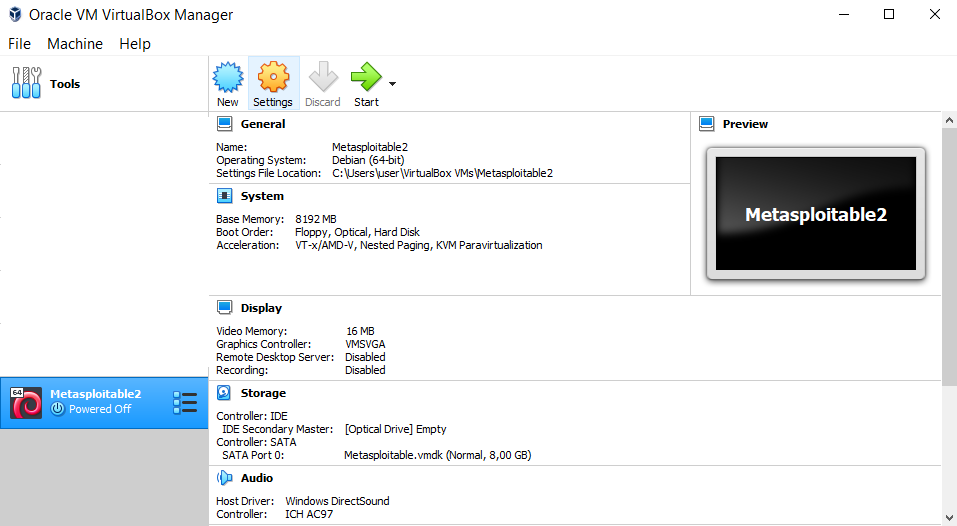 Oracle VM VirtualBox Manager
File Machine Help
Tools
New Settings Discard Start
General
Name: Metasploitable2
Operating System: Debian (64-bit)
Settings File Location: C:\Users\user\VirtualBox VMs\Metasploitable2
Preview
Metasploitable2
System
Base Memory: 8192 MB
Boot Order: Floppy, Optical, Hard Disk
Acceleration: VT-x/AMD-V, Nested Paging, KVM Paravirtualization
Display
Video Memory: 16 MB
Graphics Controller: VMSVGA
Remote Desktop Server: Disabled
Recording: Disabled
64
Metasploitable2
Powered Off
Storage
Controller: IDE
IDE Secondary Master: [Optical Drive] Empty
Controller: SATA
SATA Port 0: Metasploitable.vmdk (Normal, 8,00 GB)
Audio
Host Driver: Windows DirectSound
Controller: ICH AC97